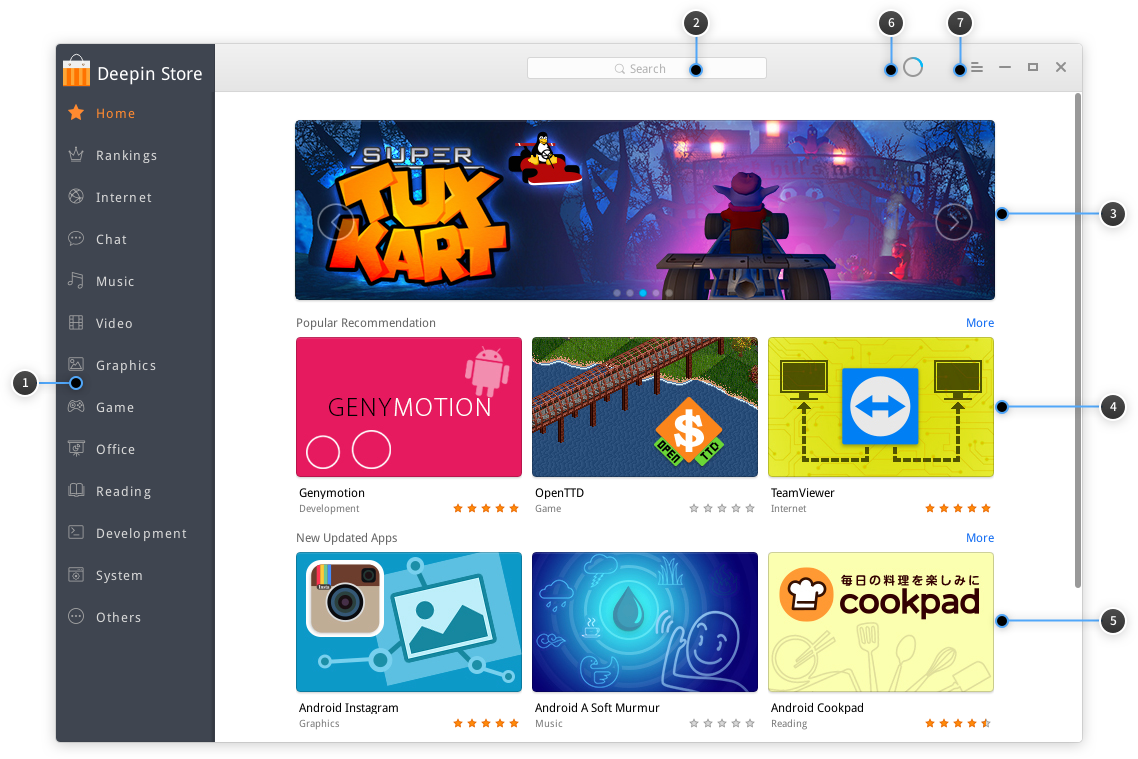 2
6
7
Deepin Store
Search
Home
Rankings
Internet
Chat
Music
Video
Graphics
Game
Office
Reading
Development
System
Others
1
SUPER
TUX
KART
3
Popular Recommendation
More
GENYMOTION
OPEN
TTD
4
Genymotion
OpenTTD
TeamViewer
Development
Game
Internet
New Updated Apps
More
毎日の料理を楽しみに
cookpad
5
Android Instagram
Android A Soft Murmur
Android Cookpad
Graphics
Music
Reading